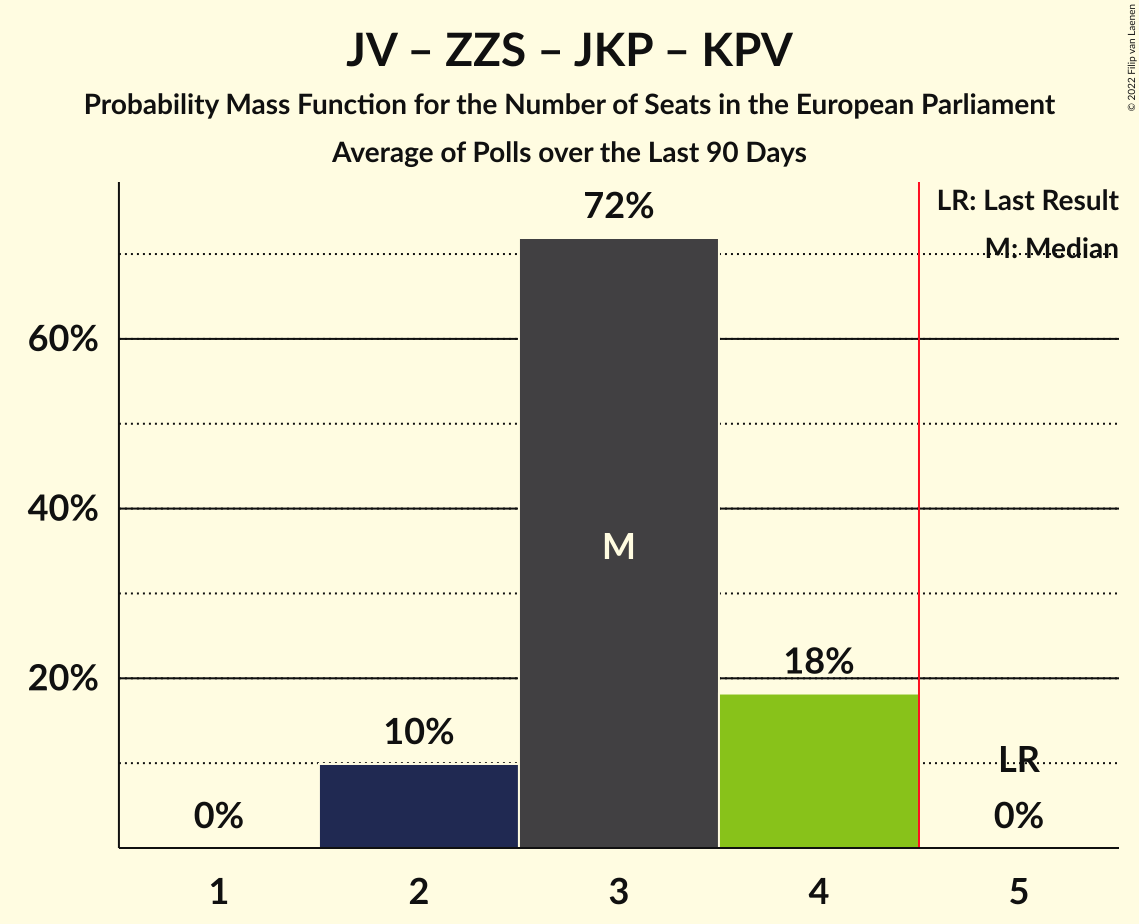 JV – ZZS – JKP – KPV
Probability Mass Function for the Number of Seats in the European Parliament
Average of Polls over the Last 90 Days
© 2022 Filip van Laenen
LR: Last Result
M: Median
72%
60%
40%
M
20%
18%
10%
LR
0%
0%
1 2 3 4 5